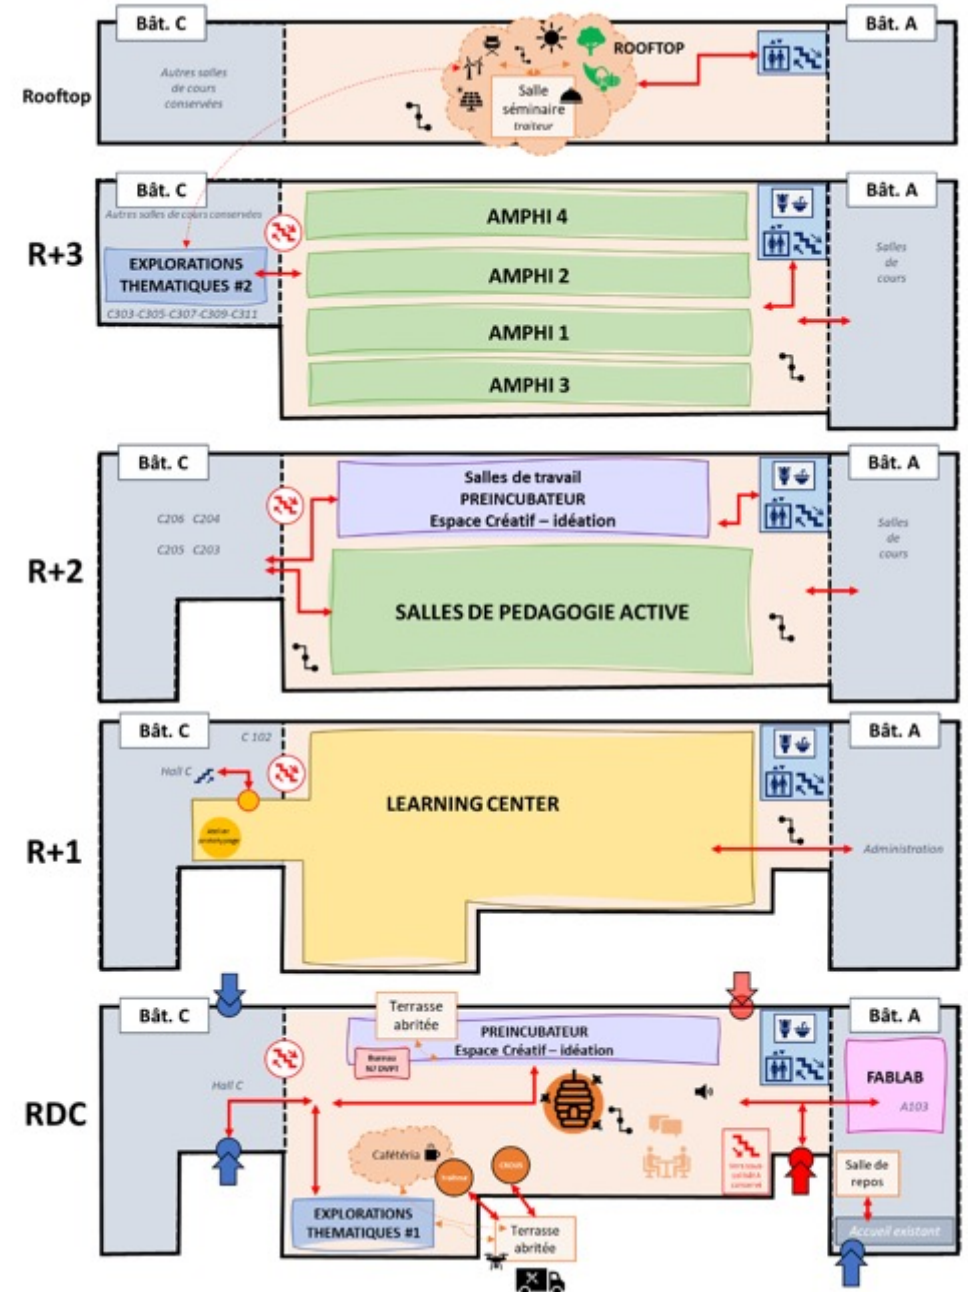 Bât. C
Bât. A
Rooftop
Autres salles
de cours
conservées
ROOFTOP
Salle
séminaire
traiteur
R+3
Bât. C
Bât. A
Autres salles de cours conservées
EXPLORATIONS
THEMATIQUES #2
C303-C305-C307-C309-C311
AMPHI 4
AMPHI 2
AMPHI 1
AMPHI 3
Salles
de
cours
R+2
Bât. C
Bât. A
C206 C204
C205 C203
Salles de travail
PREINCUBATEUR
Espace Créatif – idéation
SALLES DE PEDAGOGIE ACTIVE
Salles
de
cours
R+1
Bât. C
Bât. A
C 102
Hall C
LEARNING CENTER
Administration
RDC
Bât. C
Bât. A
Terrasse
abritée
PREINCUBATEUR
Espace Créatif – idéation
Bureau
Hall C
FABLAB
A103
Cafétéria
Traiteur
CROUS
Salle de
repos
EXPLORATIONS
THEMATIQUES #1
Terrasse
abritée
Accueil existant